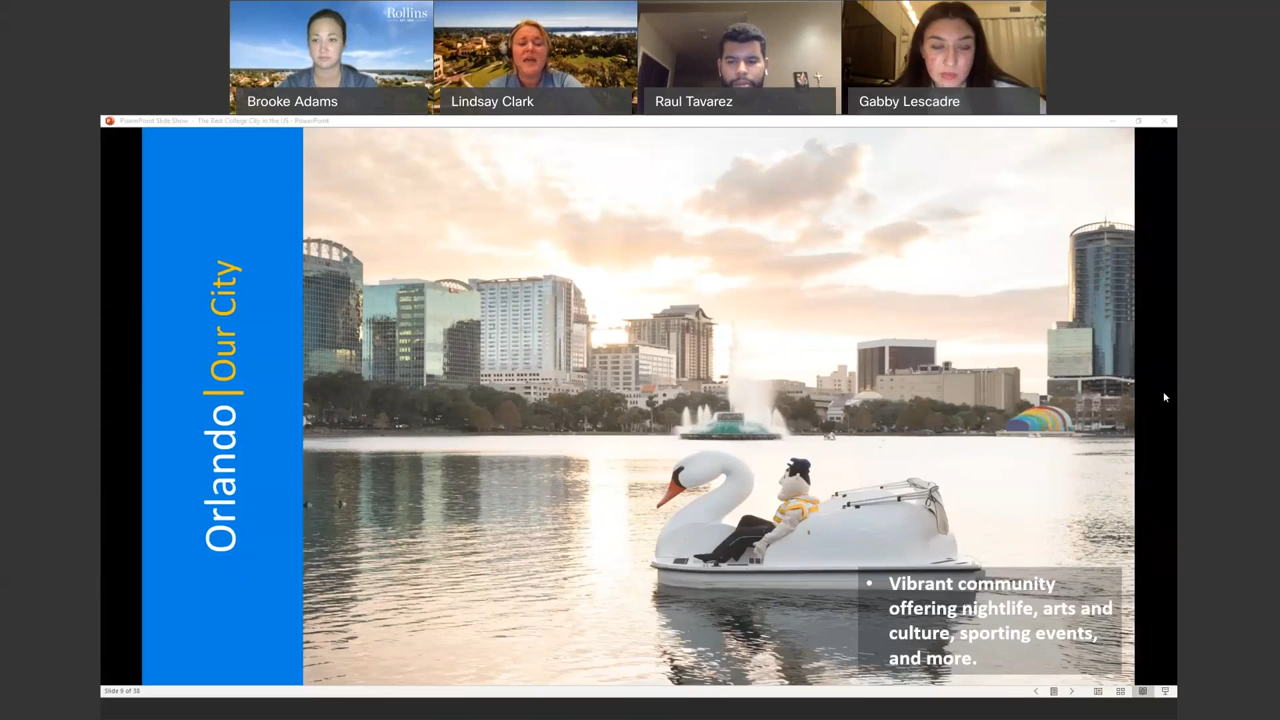 Rollins
Brooke Adams
Lindsay Clark
Raul Tavarez
Gabby Lescadre
PowerPoint Slide Show - The Best College City in the US - PowerPoint
Orlando | Our City
• Vibrant community
offering nightlife, arts and
culture, sporting events,
and more.
Slide 9 of 38